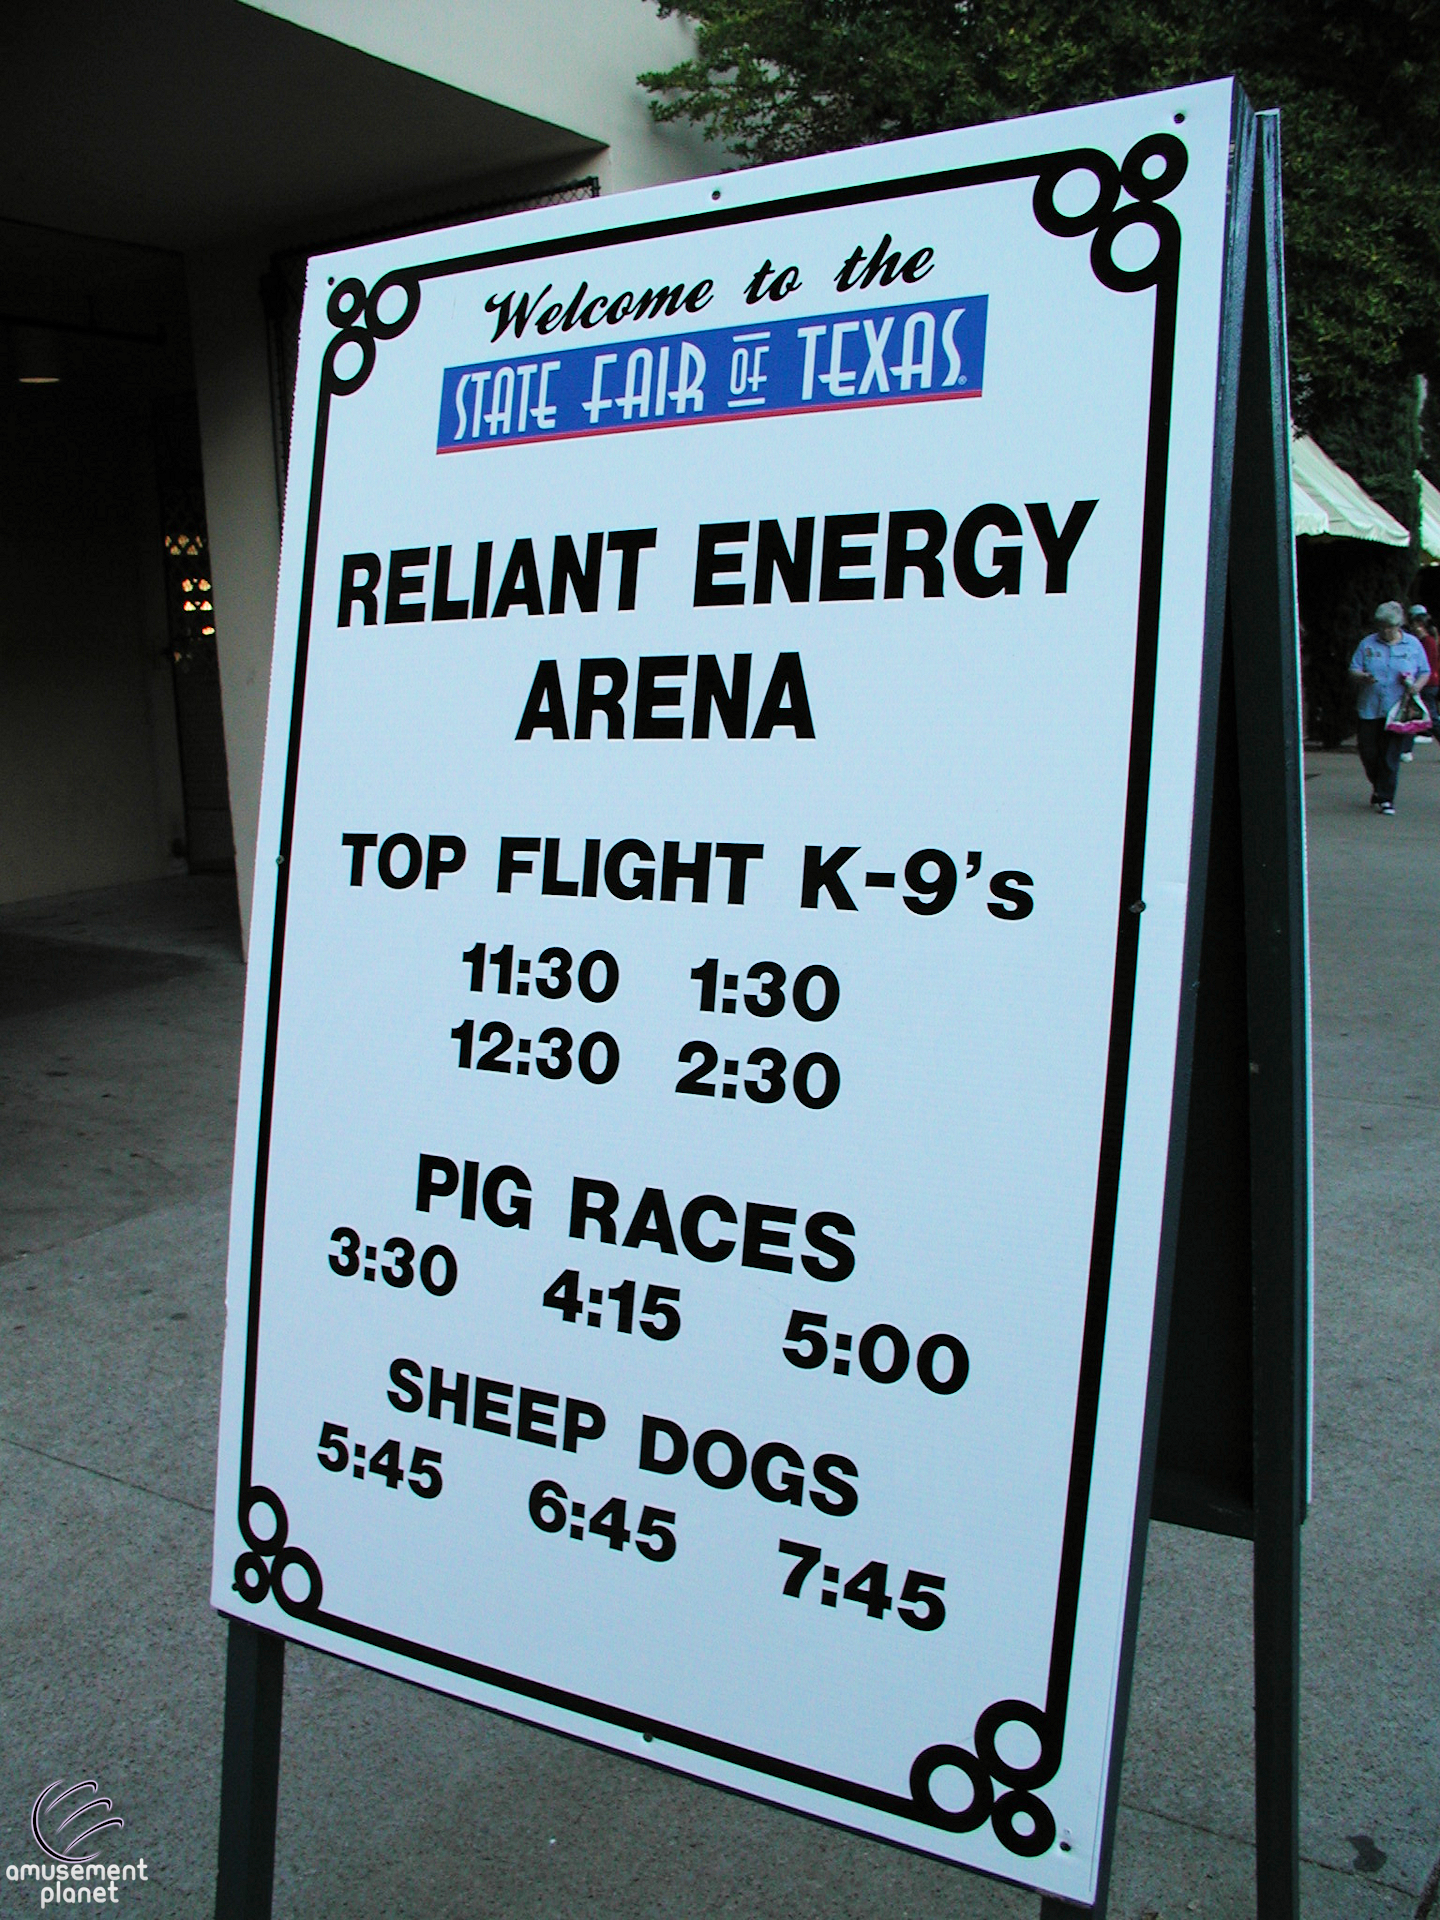 Welcome to the
STATE FAIR OF TEXAS®
RELIANT ENERGY
ARENA
TOP FLIGHT K-9's
11:30 1:30
12:30 2:30
PIG RACES
3:30 4:15 5:00
SHEEP DOGS
5:45 6:45 7:45
amusement
planet